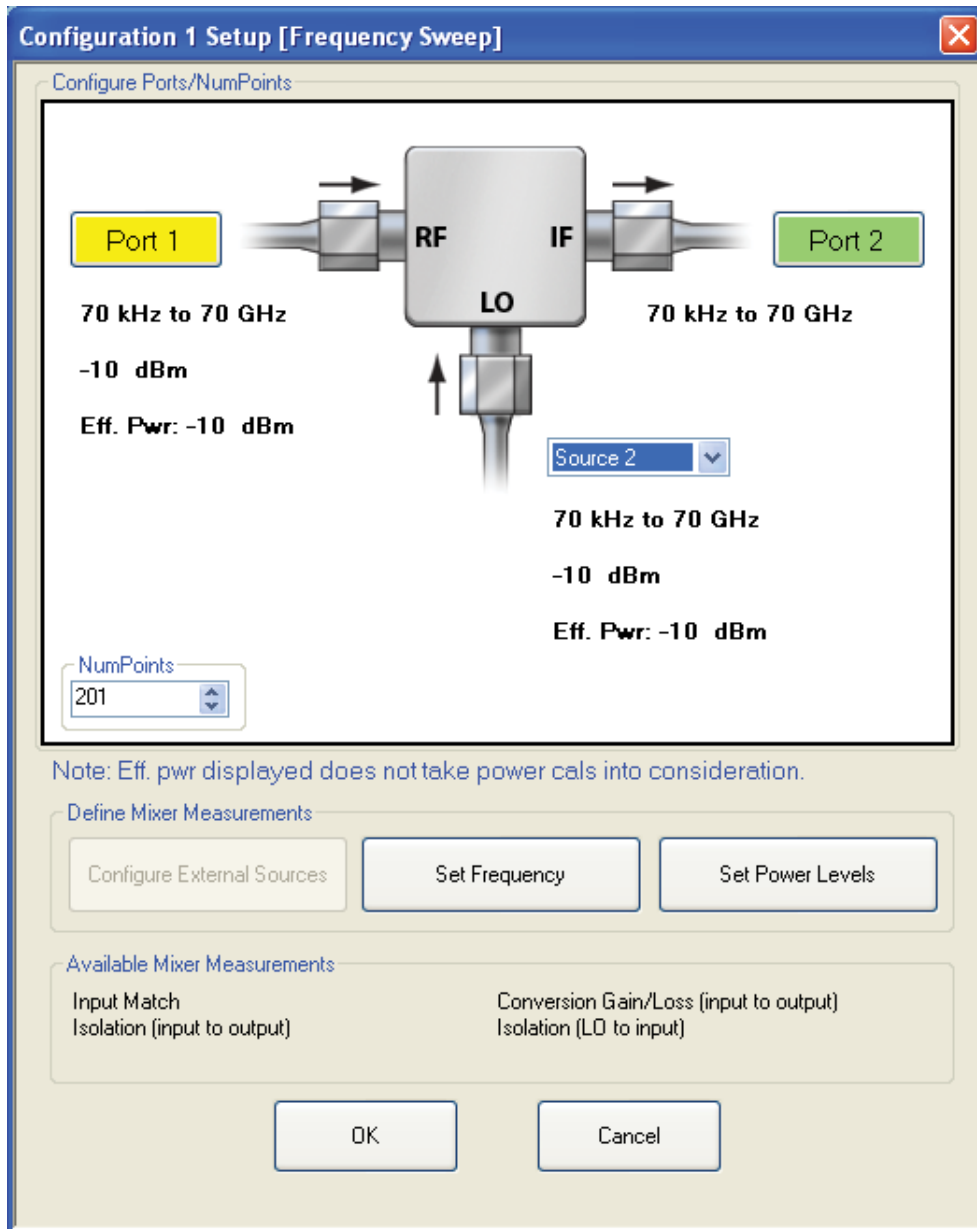 Configuration 1 Setup [Frequency Sweep]
Configure Ports/NumPoints
Port 1
RF
IF
LO
Port 2
70 kHz to 70 GHz
-10 dBm
Eff. Pwr: -10 dBm
70 kHz to 70 GHz
Source 2
70 kHz to 70 GHz
-10 dBm
Eff. Pwr: -10 dBm
NumPoints
201
Note: Eff. pwr displayed does not take power cals into consideration.
Define Mixer Measurements
Configure External Sources
Set Frequency
Set Power Levels
Available Mixer Measurements
Input Match
Conversion Gain/Loss (input to output)
Isolation (input to output)
Isolation (LO to input)
OK
Cancel